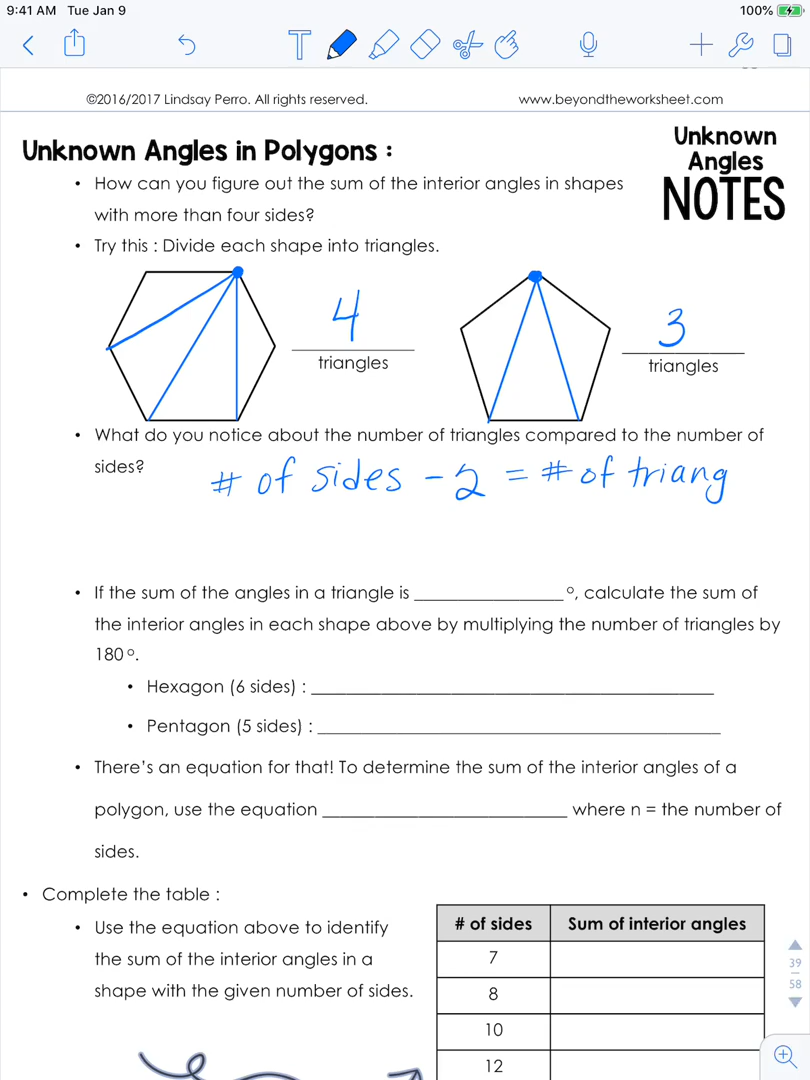 9:41 AM Tue Jan 9 100%
T
©2016/2017 Lindsay Perro. All rights reserved. www.beyondtheworksheet.com
Unknown Angles in Polygons :
Unknown
Angles
NOTES
• How can you figure out the sum of the interior angles in shapes
with more than four sides?
• Try this : Divide each shape into triangles.
4
triangles
3
triangles
• What do you notice about the number of triangles compared to the number of
sides?
# of sides - 2 = # of triang
• If the sum of the angles in a triangle is ________________°, calculate the sum of
the interior angles in each shape above by multiplying the number of triangles by
180°.
• Hexagon (6 sides) : ________________
• Pentagon (5 sides) : ________________
• There's an equation for that! To determine the sum of the interior angles of a
polygon, use the equation ________________ where n = the number of
sides.
• Complete the table :
• Use the equation above to identify
the sum of the interior angles in a
shape with the given number of sides.
# of sides Sum of interior angles
7
8
10
12
39
58